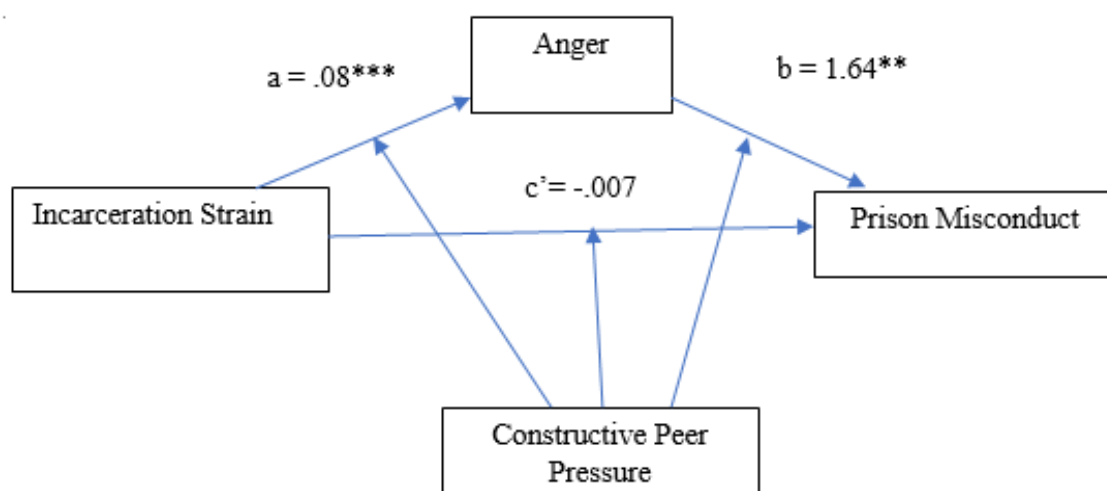 Anger
a = .08***
b = 1.64**
c’= -.007
Incarceration Strain
Prison Misconduct
Constructive Peer
Pressure